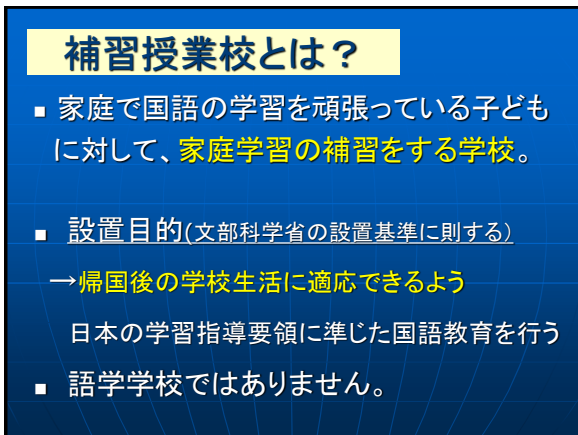 補習授業校とは？
■ 家庭で国語の学習を頑張っている子ども
に対して、家庭学習の補習をする学校。
■ 設置目的(文部科学省の設置基準に則する）
→帰国後の学校生活に適応できるよう
日本の学習指導要領に準じた国語教育を行う
■ 語学学校ではありません。